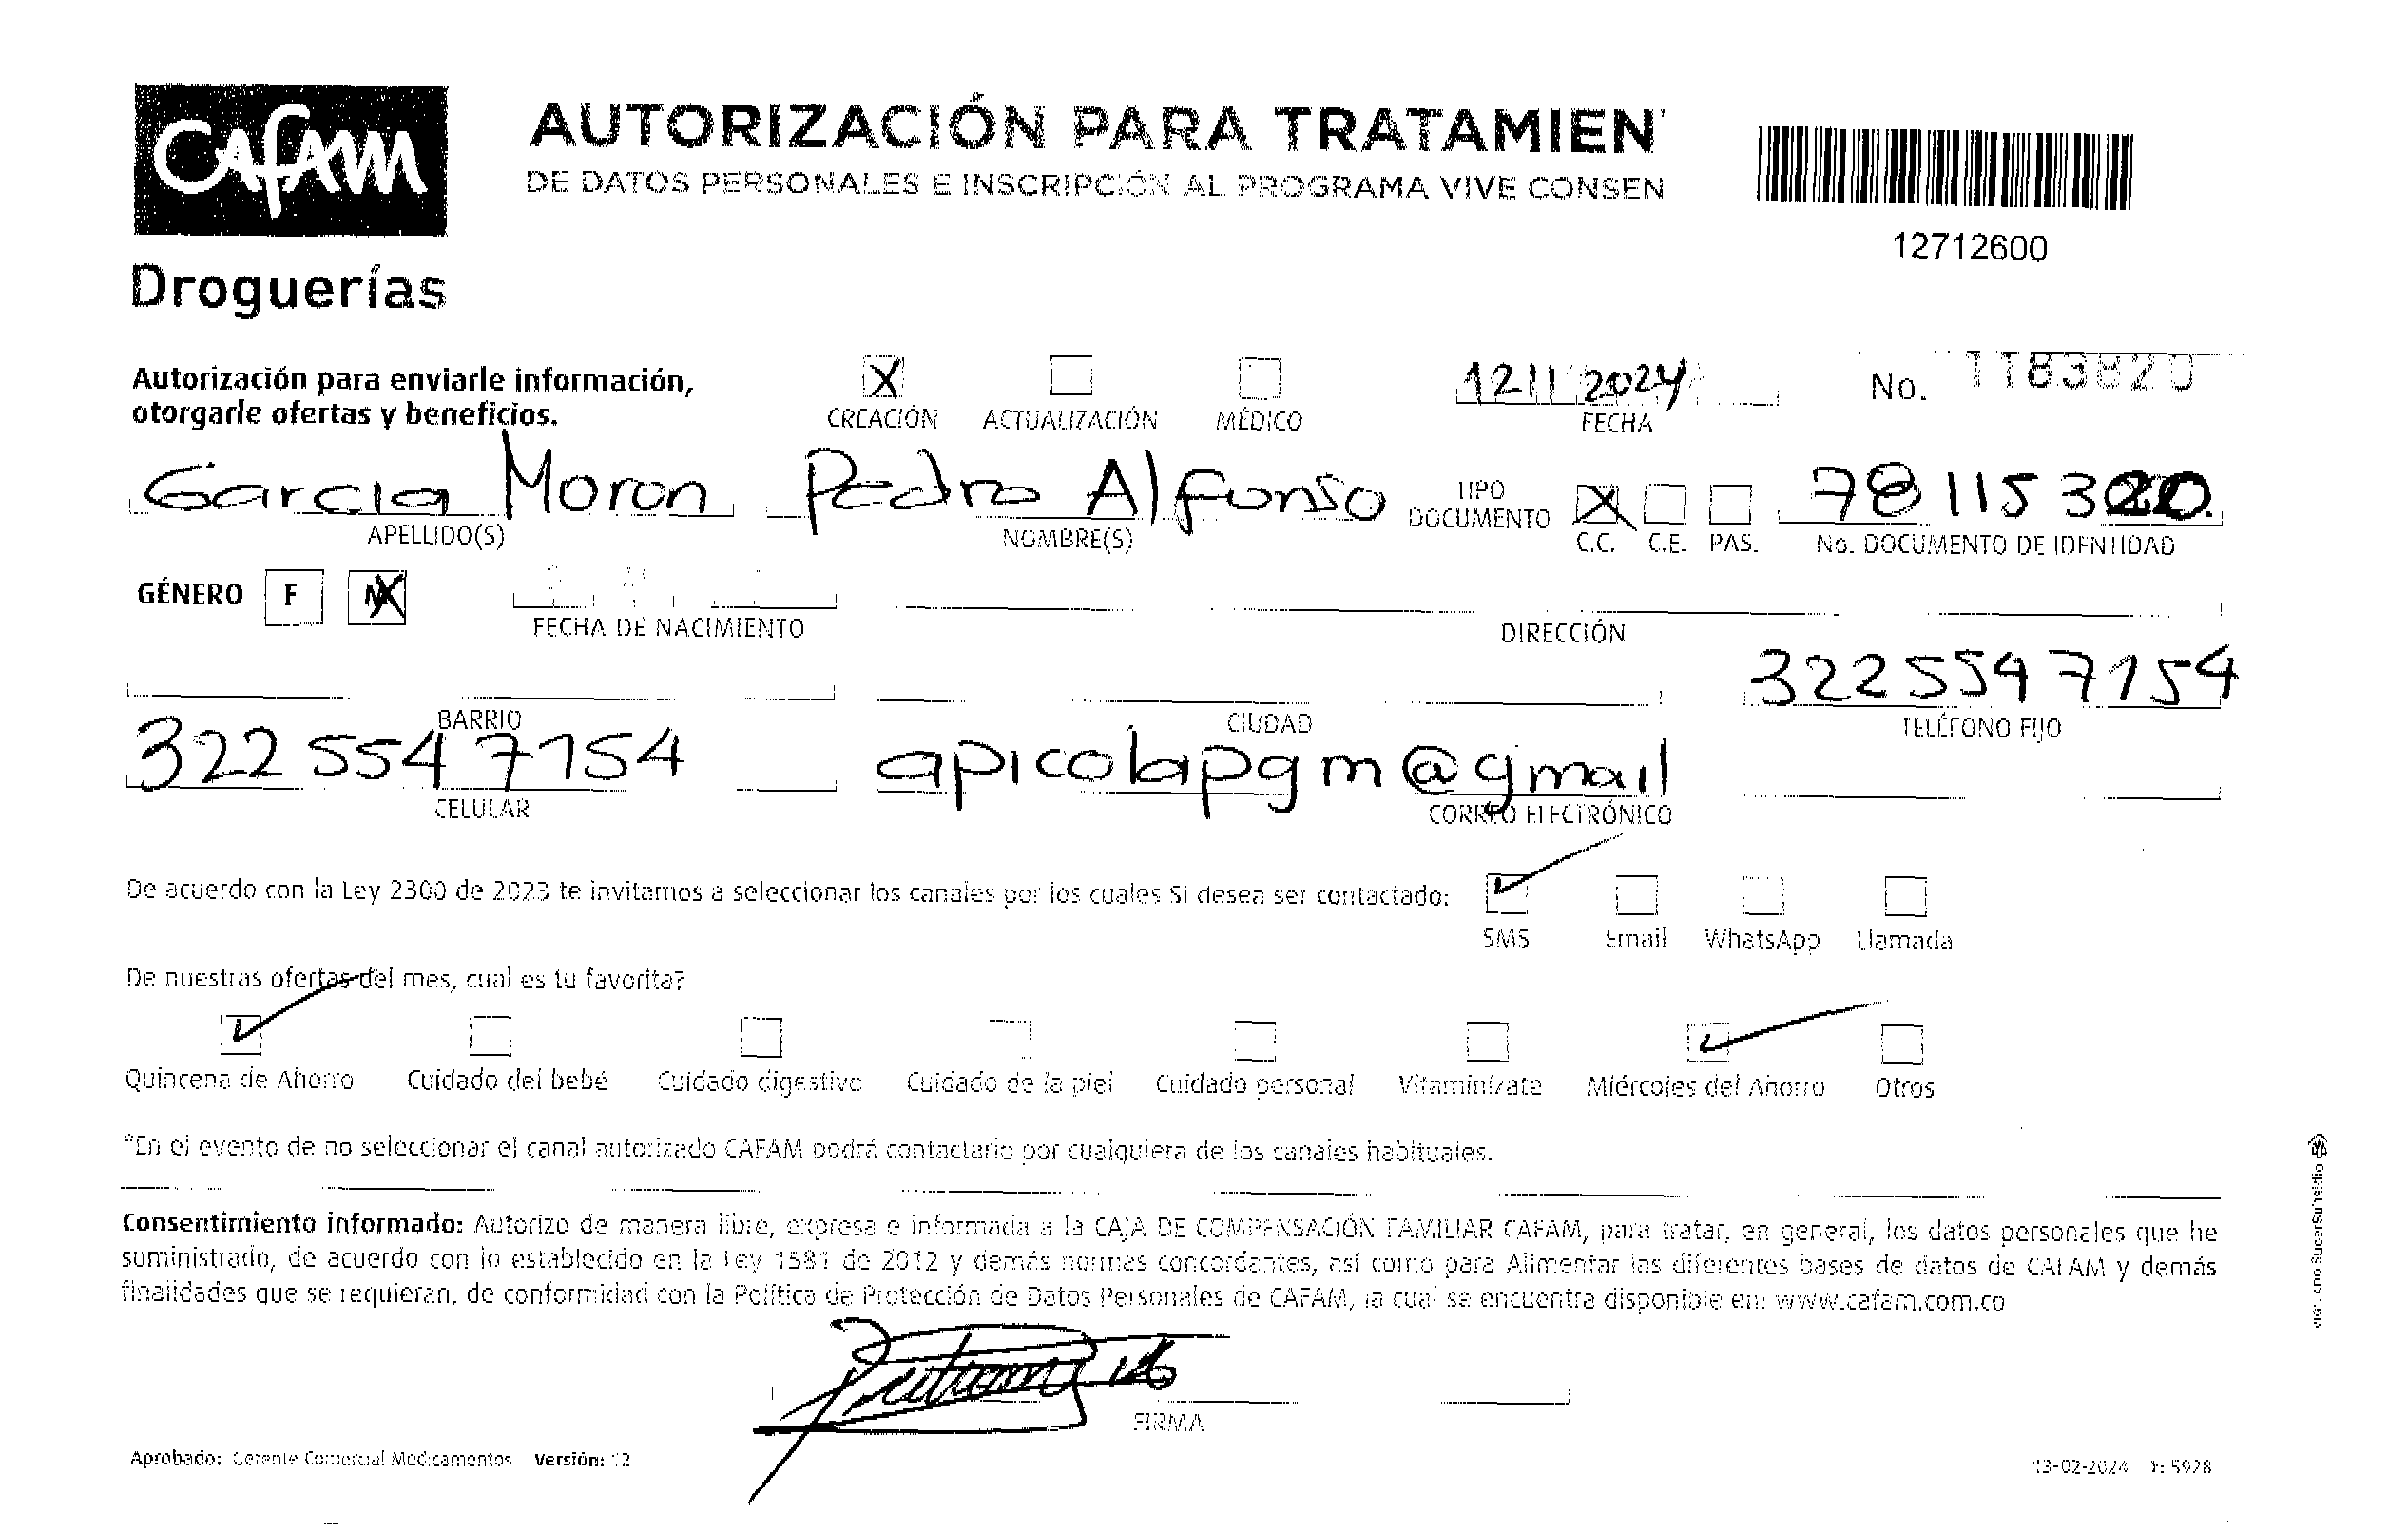 CAFAM
AUTORIZACIÓN PARA TRATAMIEN
DE DATOS PERSONALES E INSCRIPCIÓN AL PROGRAMA VIVE CONSEN
12712600
Droguerías
Autorización para enviarle información,
otorgarle ofertas y beneficios.
X
CREACIÓN ACTUALIZACIÓN MÉDICO
12 11 2024
FECHA
No. 1183820
Garcia Moron Pedro Alfonso
APELLIDO(S) NOMBRE(S)
TIPO DOCUMENTO X C.C. C.E. PAS.
78115320
No. DOCUMENTO DE IDENTIDAD
GÉNERO F M X
FECHA DE NACIMIENTO
DIRECCIÓN
3225547154
BARRIO CIUDAD TELÉFONO FIJO
322 554 7154 apicolapgm@gmail
CELULAR CORREO ELECTRÓNICO
De acuerdo con la Ley 2300 de 2023 te invitamos a seleccionar los canales por los cuales SI desea ser contactado:
SMS Email WhatsApp Llamada
De nuestras ofertas del mes, cual es tu favorita?
Quincena de Ahorro Cuidado del bebé Cuidado digestivo Cuidado de la piel Cuidado personal Vitamínízate Miércoles del Ahorro Otros
*En el evento de no seleccionar el canal autorizado CAFAM podrá contactarlo por cualquiera de los canales habituales.
Consentimiento informado: Autorizo de manera libre, expresa e informada a la CAJA DE COMPENSACIÓN FAMILIAR CAFAM, para tratar, en general, los datos personales que he
suministrado, de acuerdo con lo establecido en la Ley 1581 de 2012 y demás normas concordantes, así como para Alimentar las diferentes bases de datos de CAFAM y demás
finalidades que se requieran, de conformidad con la Política de Protección de Datos Personales de CAFAM, la cual se encuentra disponible en: www.cafam.com.co
FIRMA
Aprobado: Gerente Comercial Medicamentos Versión: 12
13-02-2024 F: 5928
SuperSubsidio